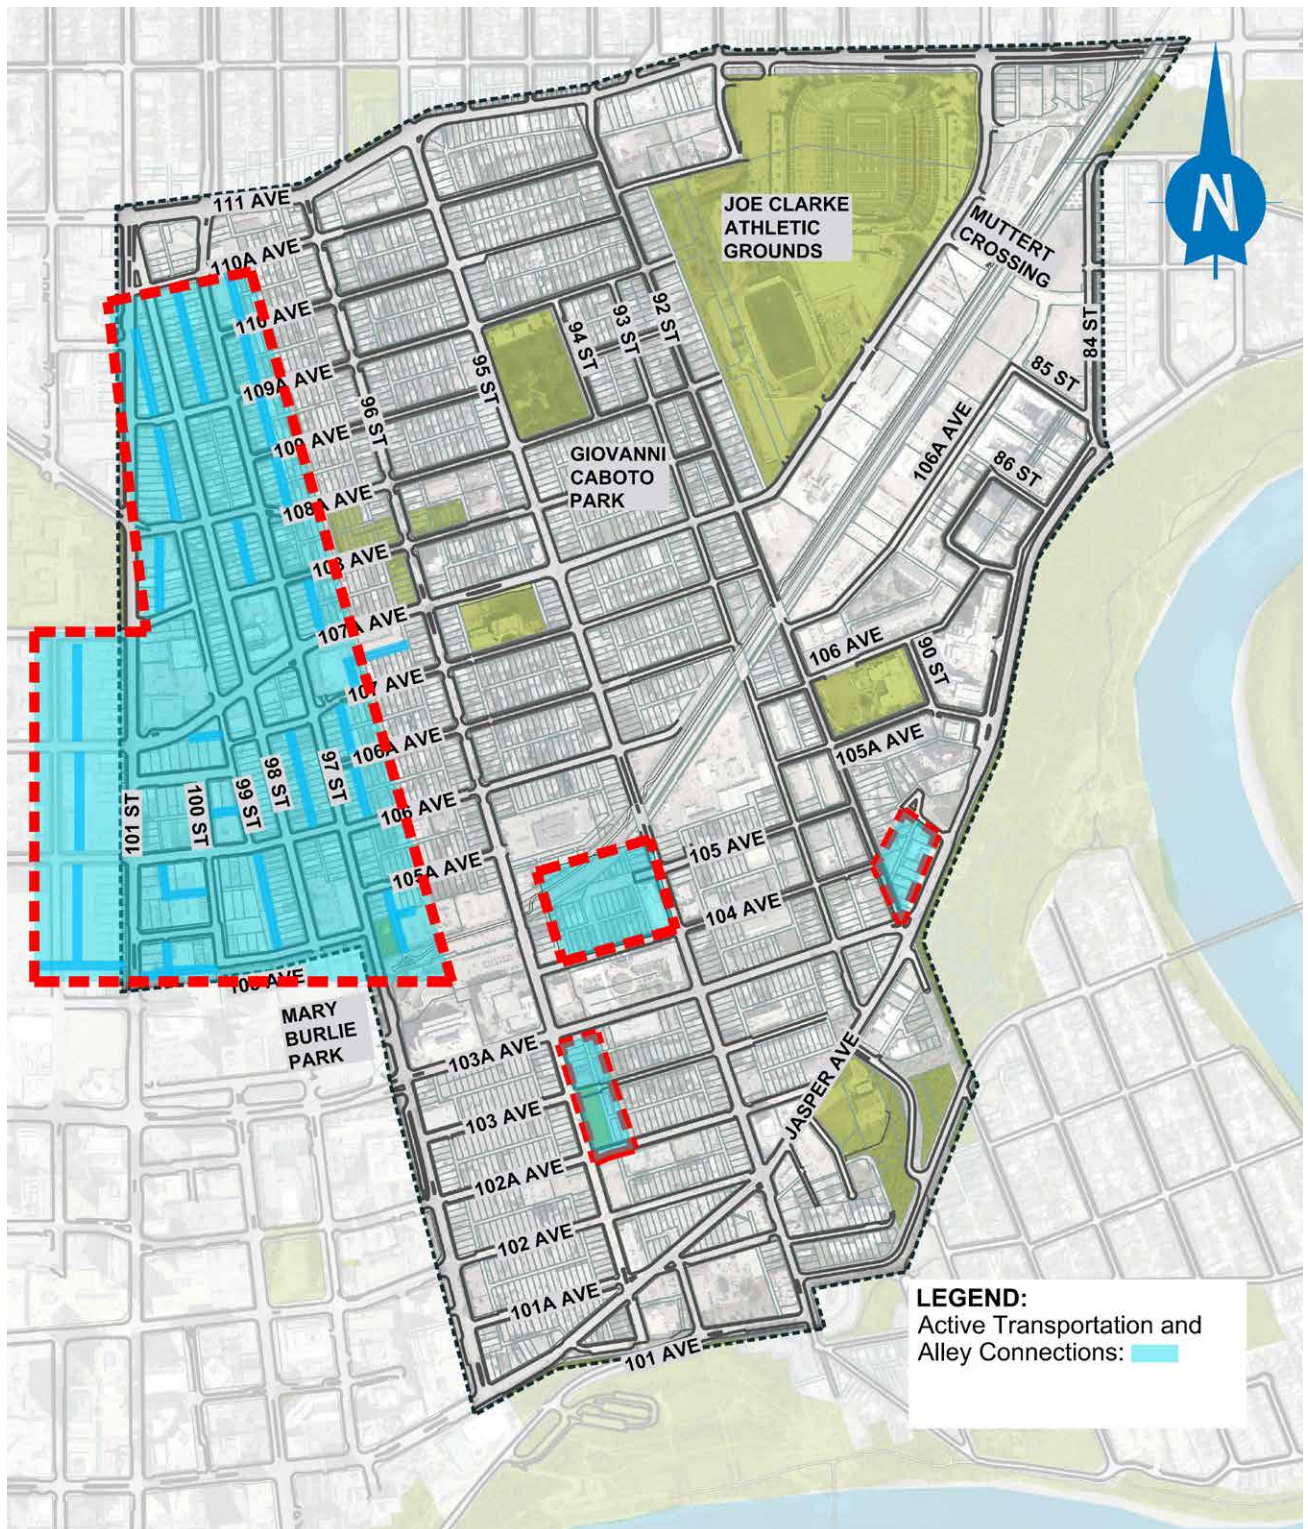 111 AVE
110A AVE
110 AVE
109A AVE
109 AVE
108A AVE
108 AVE
107A AVE
107 AVE
106A AVE
106 AVE
105A AVE
JOE CLARKE
ATHLETIC
GROUNDS
MUTTERT
CROSSING
92 ST
93 ST
94 ST
95 ST
96 ST
84 ST
85 ST
86 ST
106A AVE
GIOVANNI
CABOTO
PARK
106 AVE
90 ST
105A AVE
97 ST
98 ST
99 ST
100 ST
101 ST
105 AVE
104 AVE
MARY
BURLIE
PARK
103A AVE
103 AVE
102A AVE
102 AVE
101A AVE
101 AVE
JASPER AVE
N
LEGEND:
Active Transportation and
Alley Connections: